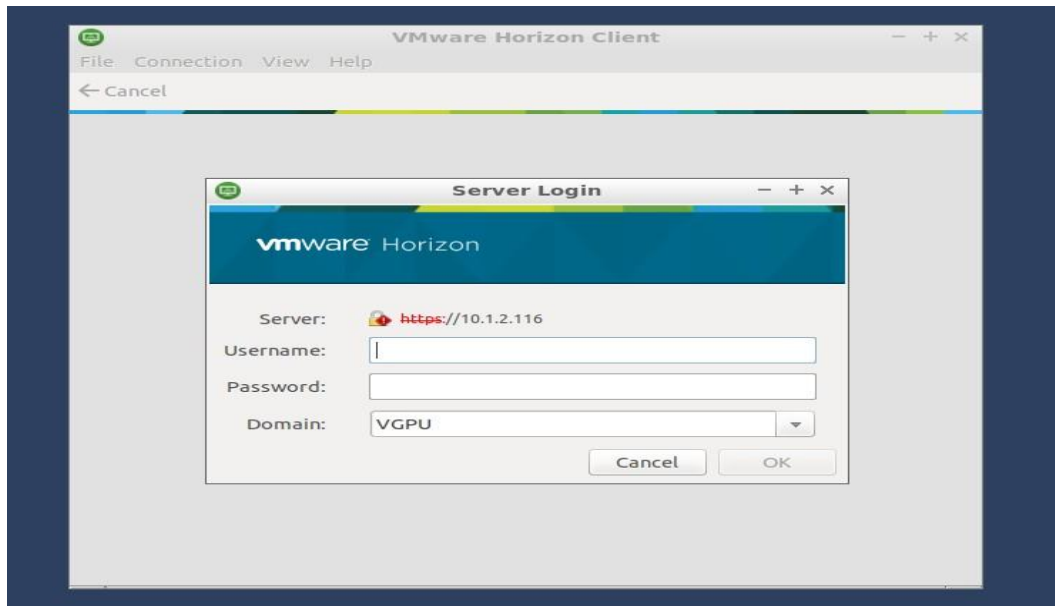 VMware Horizon Client
File Connection View Help
Cancel
Server Login
vmware Horizon
Server: https://10.1.2.116
Username:
Password:
Domain: VGPU
Cancel OK